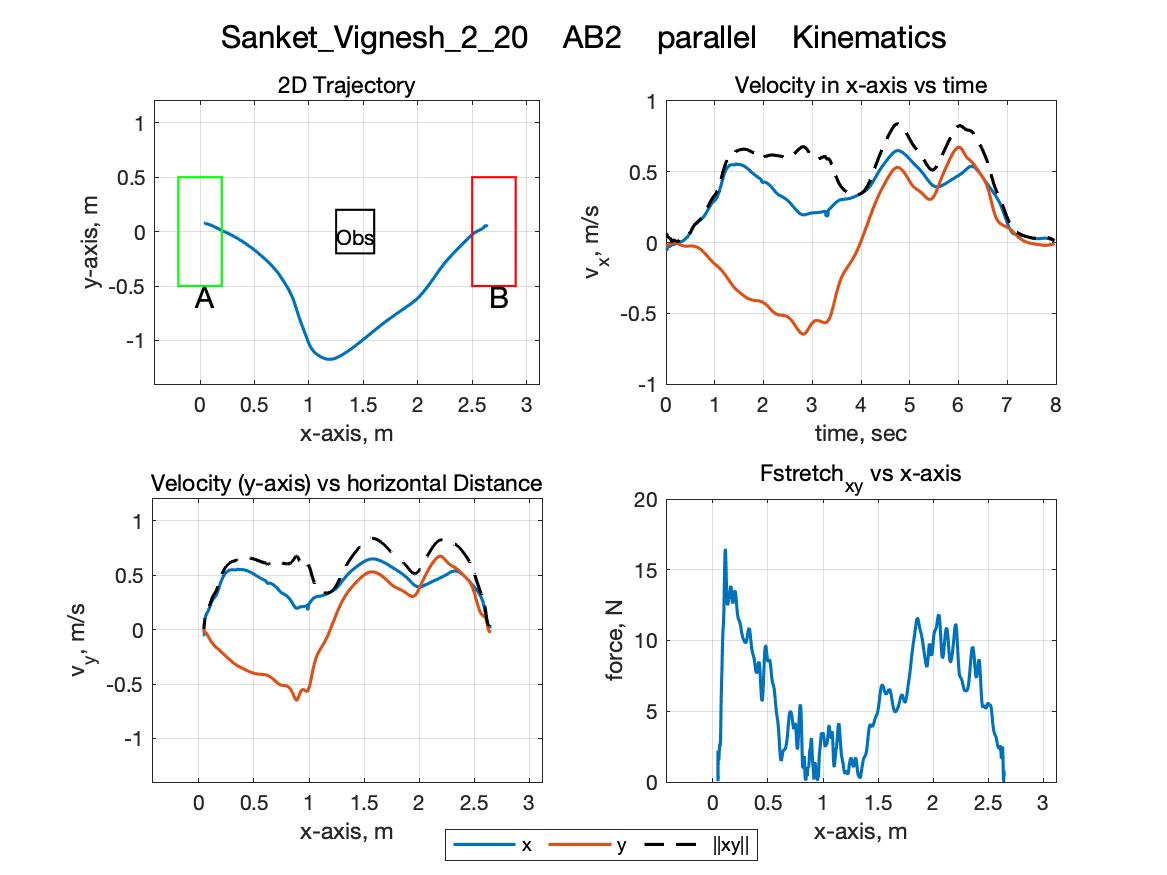 Sanket_Vignesh_2_20 AB2 parallel Kinematics
2D Trajectory
1
0.5
0
-0.5
-1
y-axis, m
Obs
A
B
0 0.5 1 1.5 2 2.5 3
x-axis, m
Velocity in x-axis vs time
1
0.5
0
-0.5
-1
v_x, m/s
0 1 2 3 4 5 6 7 8
time, sec
Velocity (y-axis) vs horizontal Distance
1
0.5
0
-0.5
-1
v_y, m/s
0 0.5 1 1.5 2 2.5 3
x-axis, m
Fstretch_xy vs x-axis
20
15
10
5
0
force, N
0 0.5 1 1.5 2 2.5 3
x-axis, m
x y ||xy||